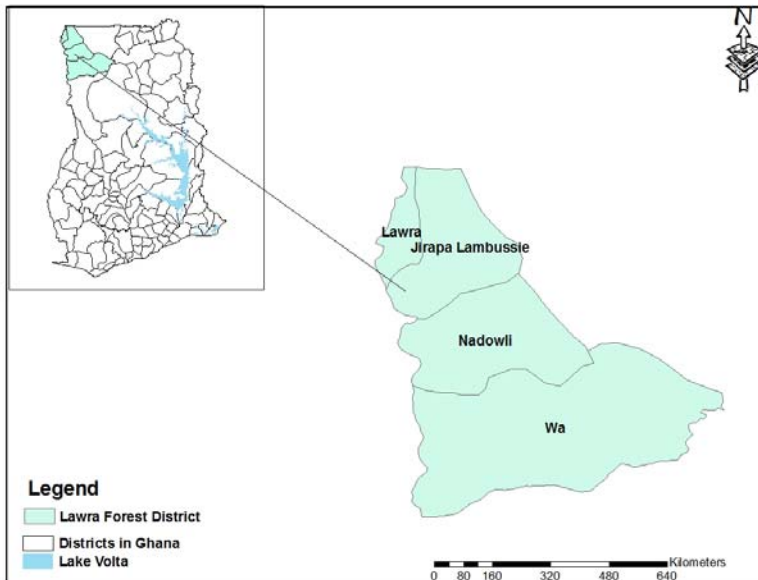 N
Lawra
Jirapa Lambussie
Nadowli
Wa
Legend
Lawra Forest District
Districts in Ghana
Lake Volta
Kilometers
0 80 160 320 480 640